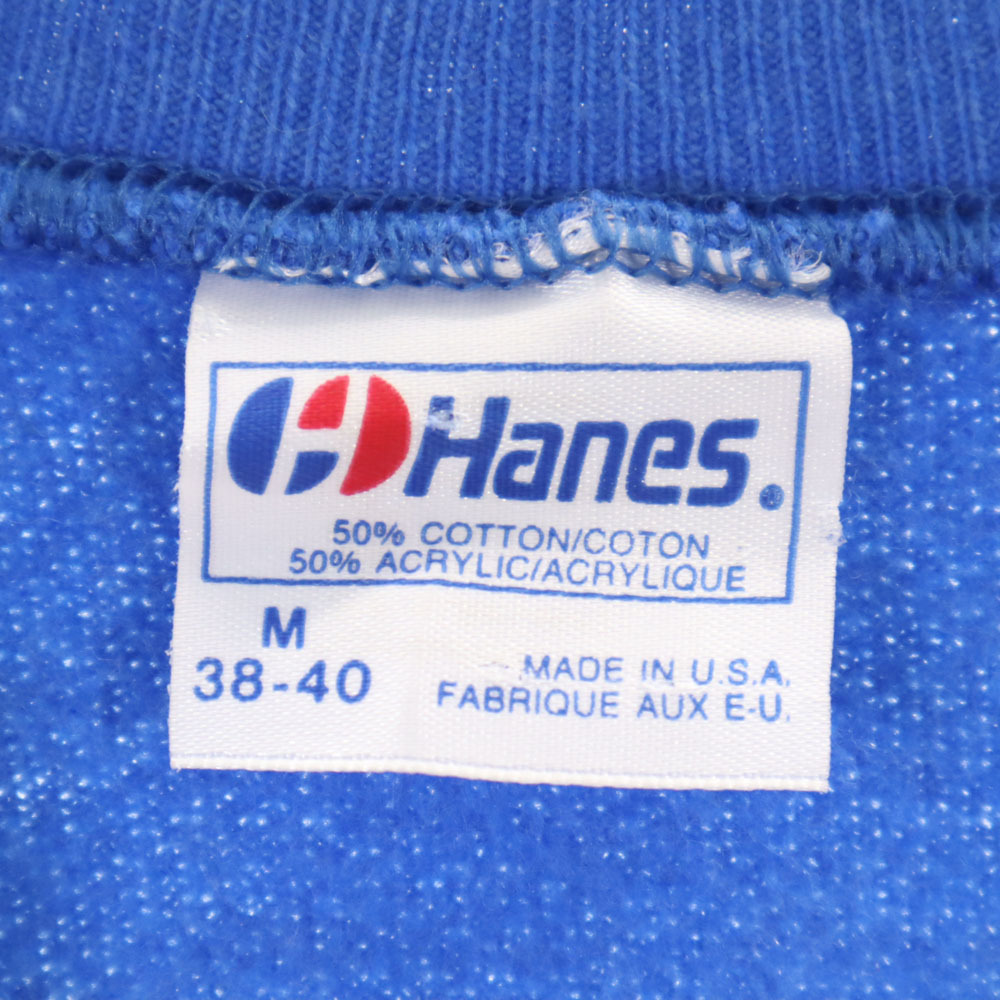 Hanes.
50% COTTON/COTON
50% ACRYLIC/ACRYLIQUE
M
38-40
MADE IN U.S.A.
FABRIQUE AUX E-U.